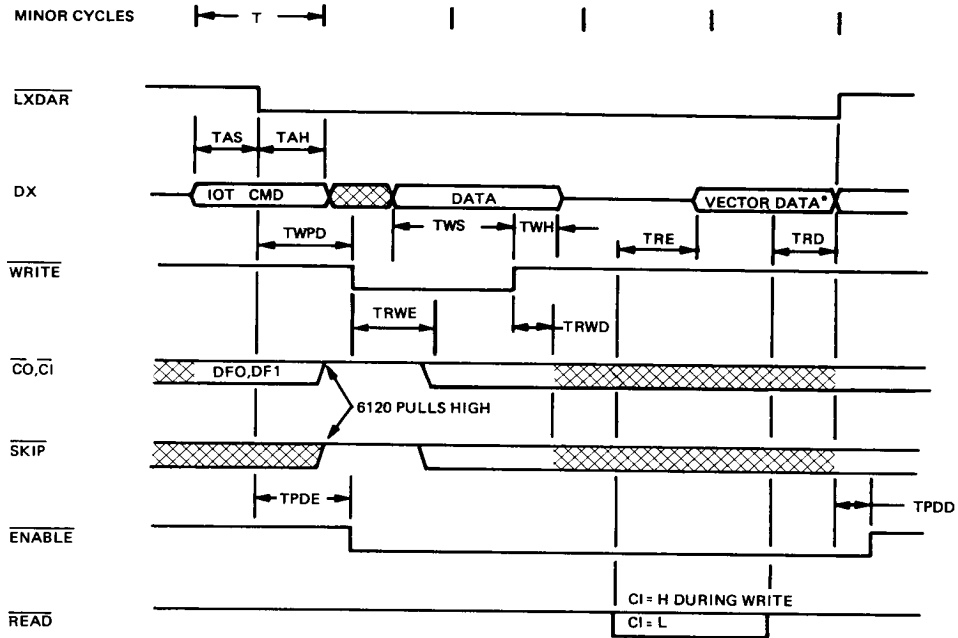 MINOR CYCLES T
LXDAR
TAS TAH
DX IOT CMD DATA VECTOR DATA*
TWPD TWS TWH TRE TRD
WRITE
TRWE TRWD
CO,CI DFO,DF1
6120 PULLS HIGH
SKIP
TPDE TPDD
ENABLE
CI = H DURING WRITE
READ CI = L